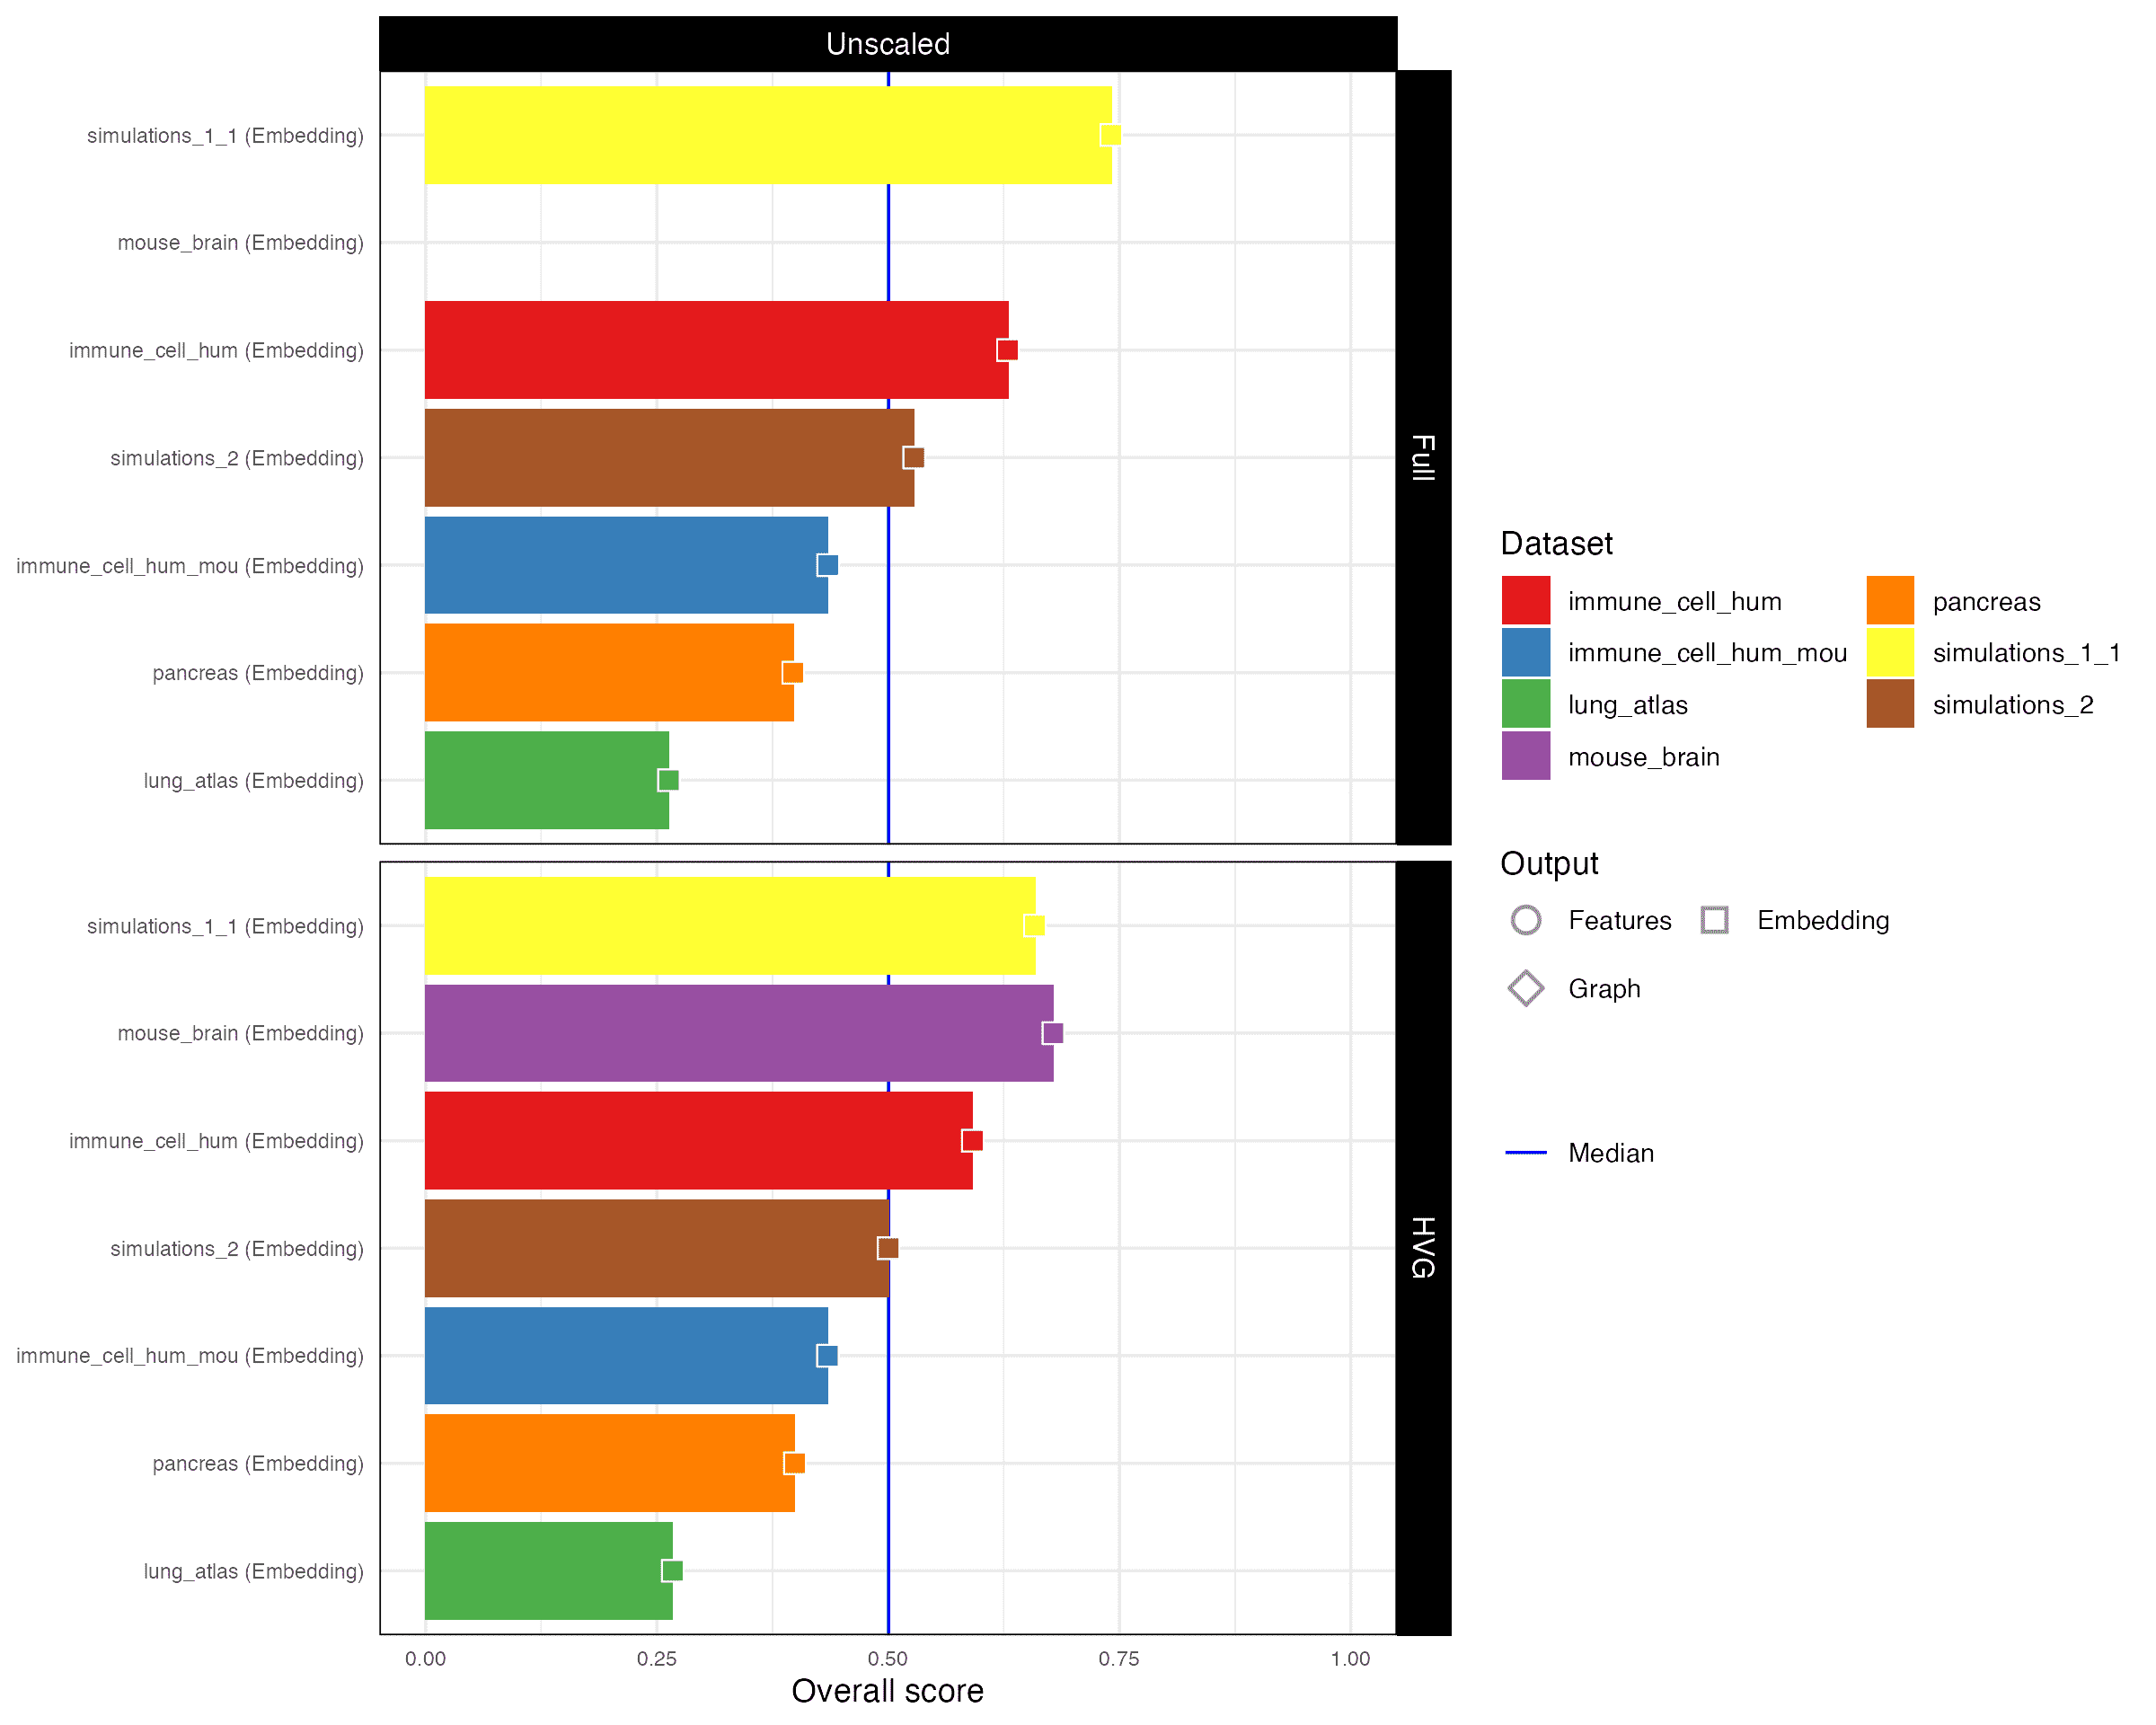 Unscaled
simulations_1_1 (Embedding)
mouse_brain (Embedding)
immune_cell_hum (Embedding)
simulations_2 (Embedding)
immune_cell_hum_mou (Embedding)
pancreas (Embedding)
lung_atlas (Embedding)
Full
simulations_1_1 (Embedding)
mouse_brain (Embedding)
immune_cell_hum (Embedding)
simulations_2 (Embedding)
immune_cell_hum_mou (Embedding)
pancreas (Embedding)
lung_atlas (Embedding)
HVG
0.00 0.25 0.50 0.75 1.00
Overall score
Dataset
immune_cell_hum pancreas
immune_cell_hum_mou simulations_1_1
lung_atlas simulations_2
mouse_brain
Output
Features Embedding
Graph
Median